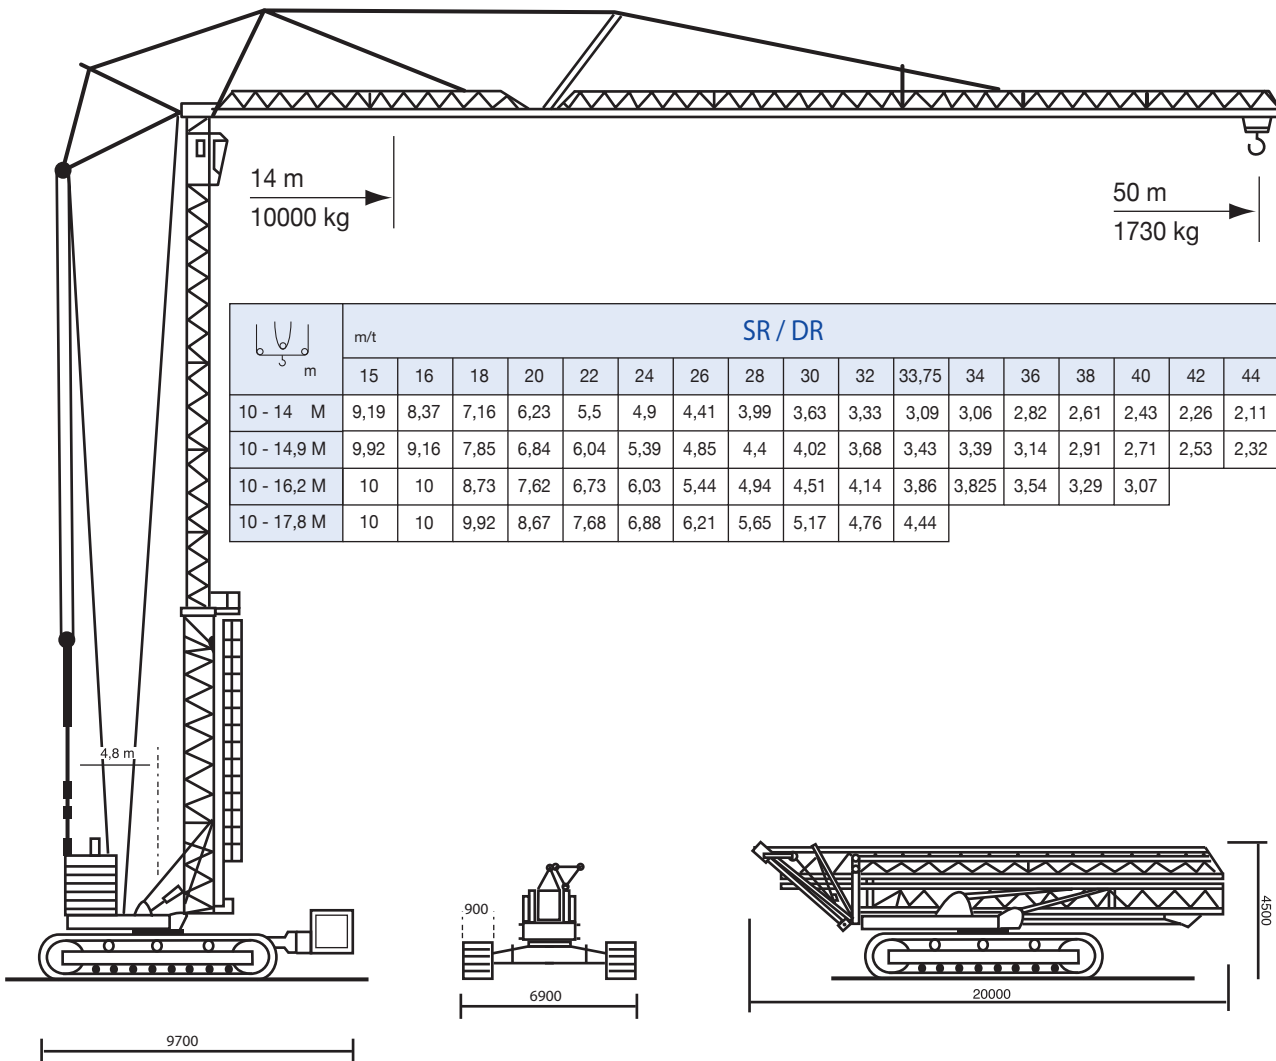 14 m
10000 kg
50 m
1730 kg
m/t SR / DR
m 15 16 18 20 22 24 26 28 30 32 33,75 34 36 38 40 42 44
10 - 14 M 9,19 8,37 7,16 6,23 5,5 4,9 4,41 3,99 3,63 3,33 3,09 3,06 2,82 2,61 2,43 2,26 2,11
10 - 14,9 M 9,92 9,16 7,85 6,84 6,04 5,39 4,85 4,4 4,02 3,68 3,43 3,39 3,14 2,91 2,71 2,53 2,32
10 - 16,2 M 10 10 8,73 7,62 6,73 6,03 5,44 4,94 4,51 4,14 3,86 3,825 3,54 3,29 3,07
10 - 17,8 M 10 10 9,92 8,67 7,68 6,88 6,21 5,65 5,17 4,76 4,44
4,8 m
900
4500
6900
20000
9700